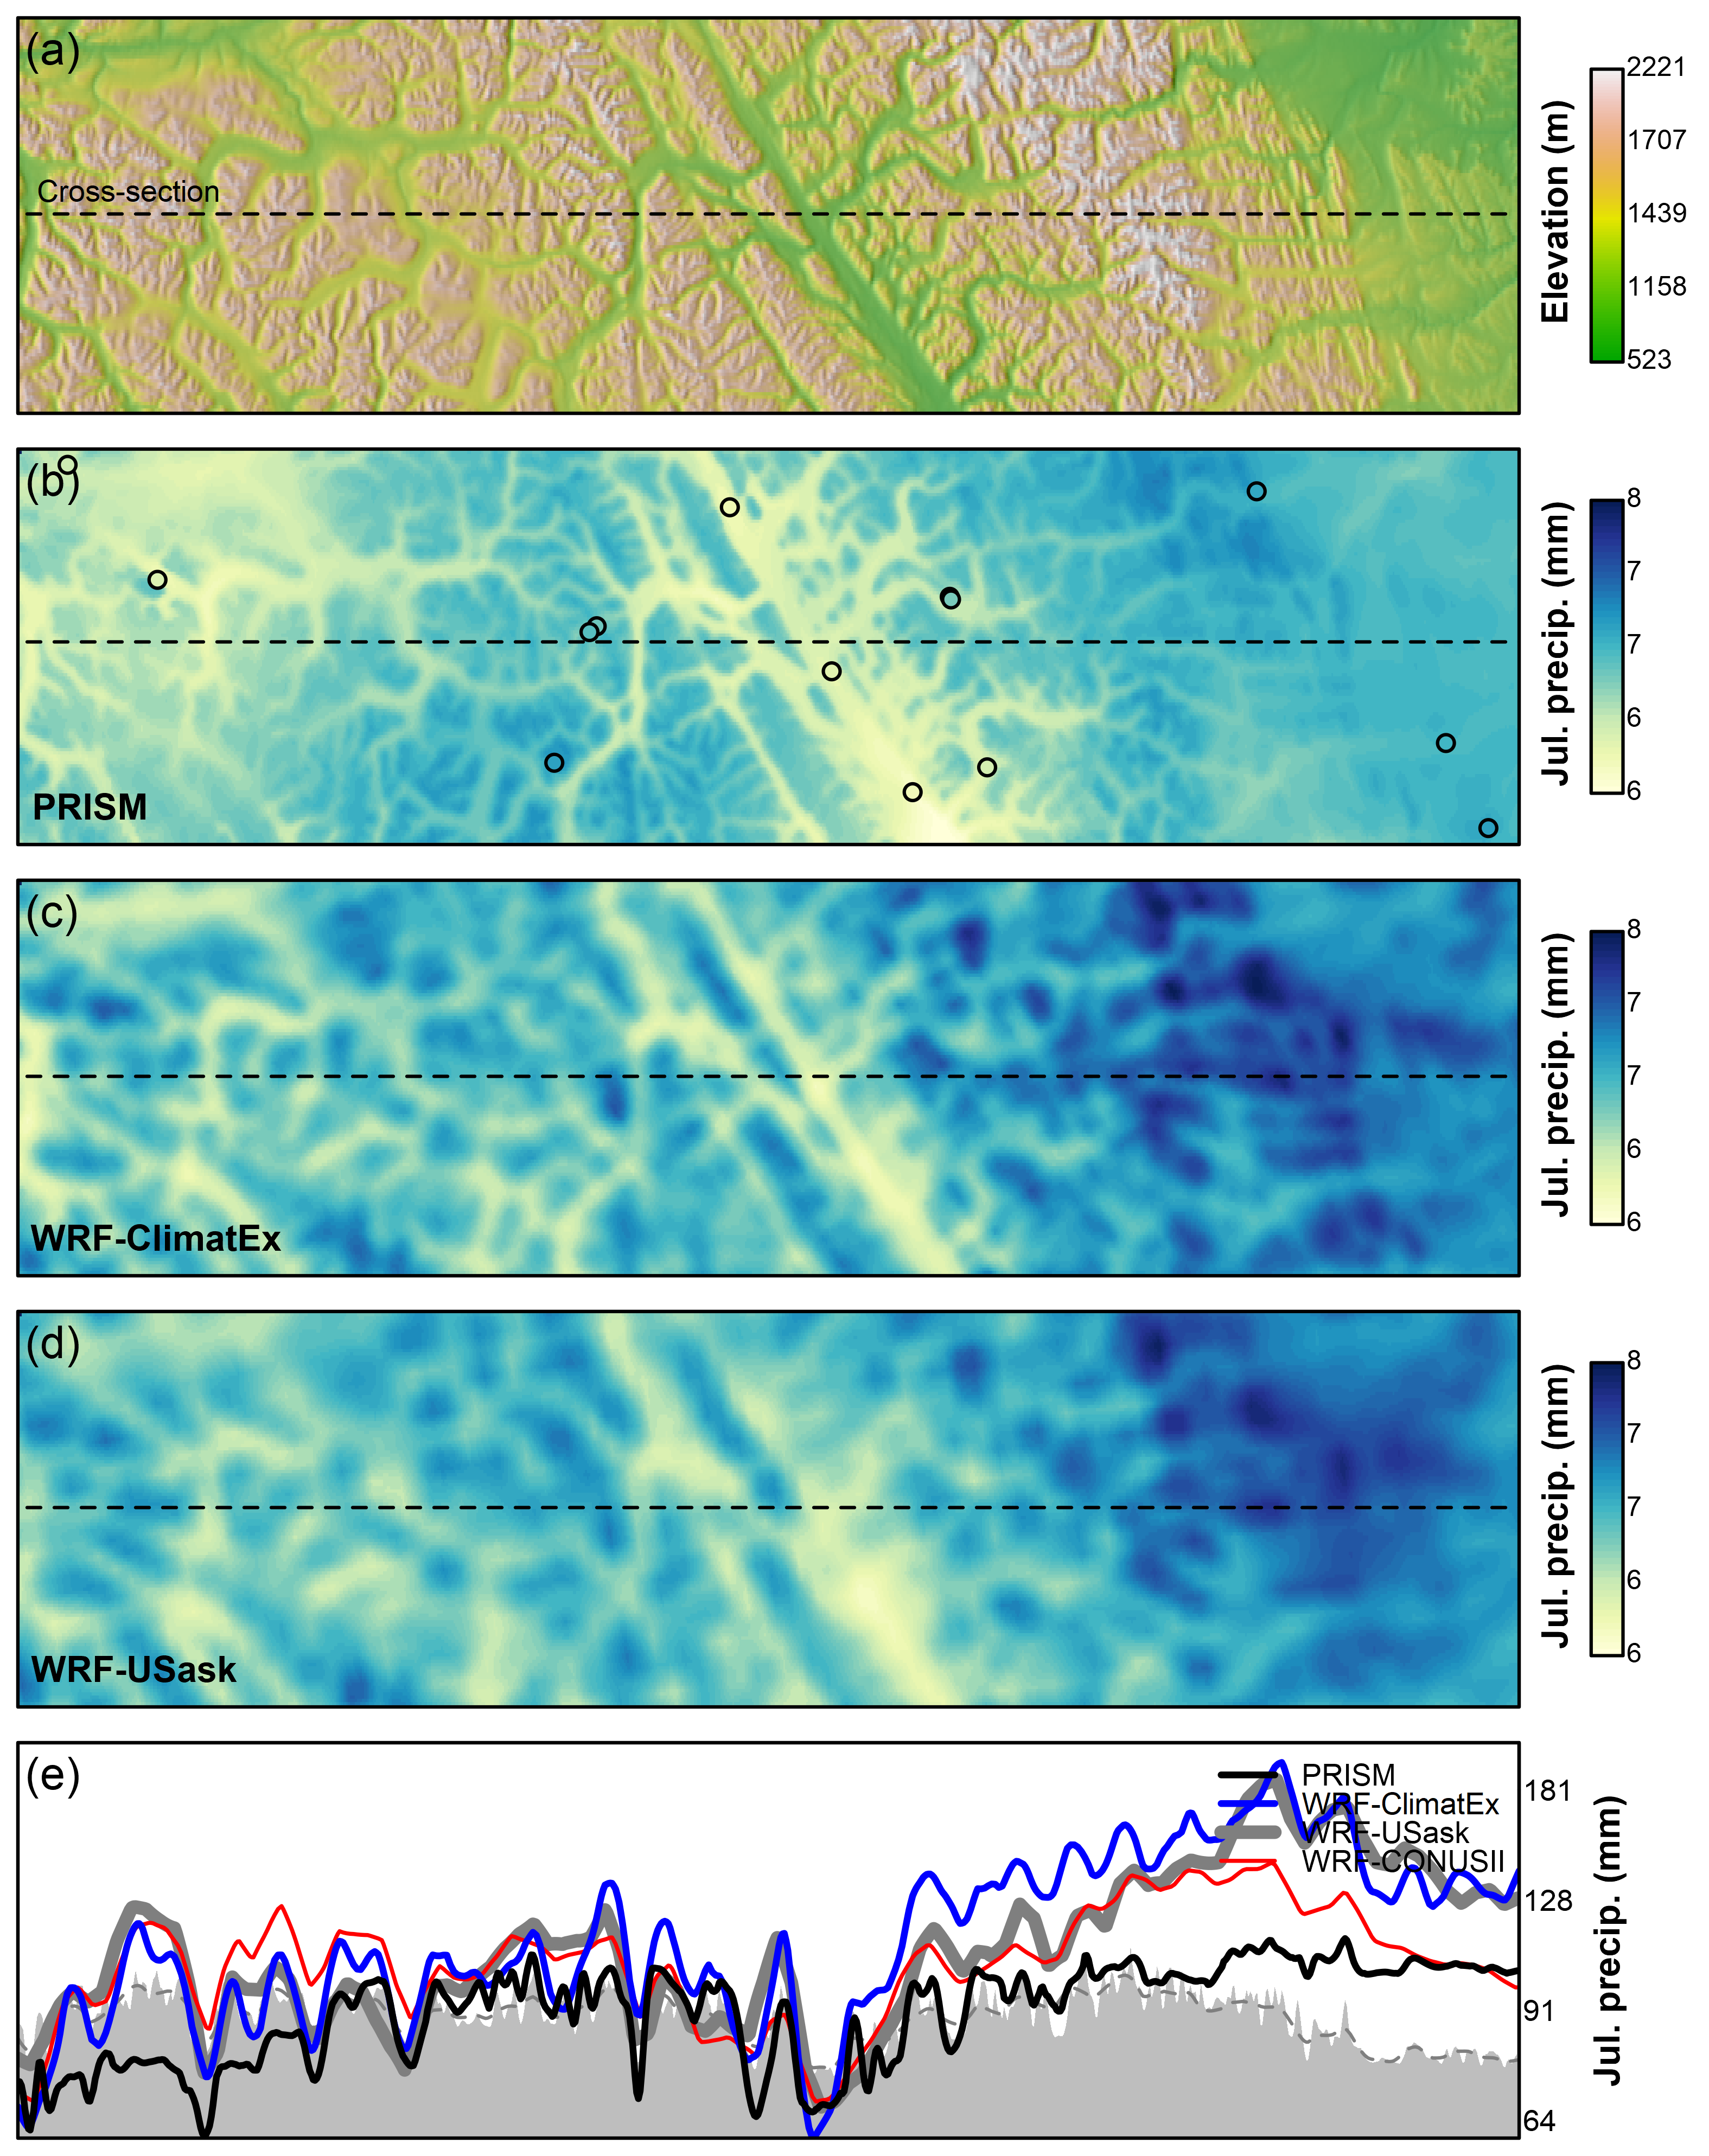 (a)
Cross-section
2221
1707
1439
1158
523
Elevation (m)
(b)
PRISM
8
7
7
6
6
Jul. precip. (mm)
(c)
WRF-ClimatEx
8
7
7
6
6
Jul. precip. (mm)
(d)
WRF-USask
8
7
7
6
6
Jul. precip. (mm)
(e)
PRISM
WRF-ClimatEx
WRF-USask
WRF-CONUSII
181
128
91
64
Jul. precip. (mm)